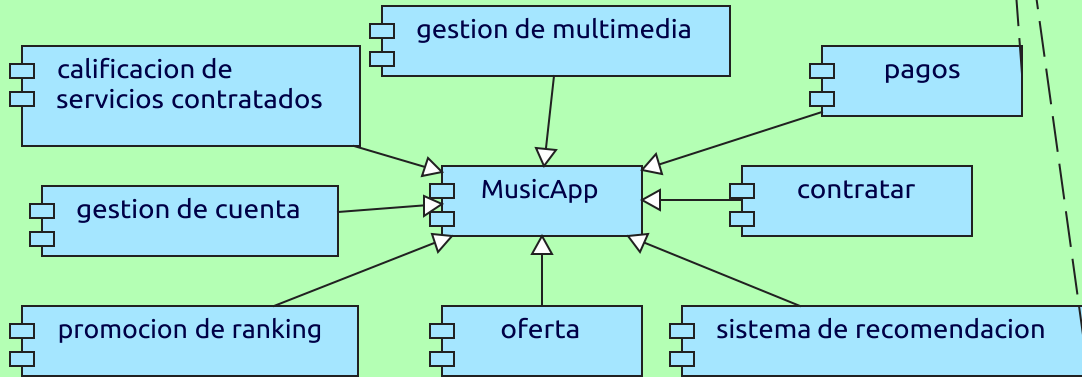 gestion de multimedia
calificacion de
servicios contratados
pagos
MusicApp
contratar
gestion de cuenta
promocion de ranking
oferta
sistema de recomendacion